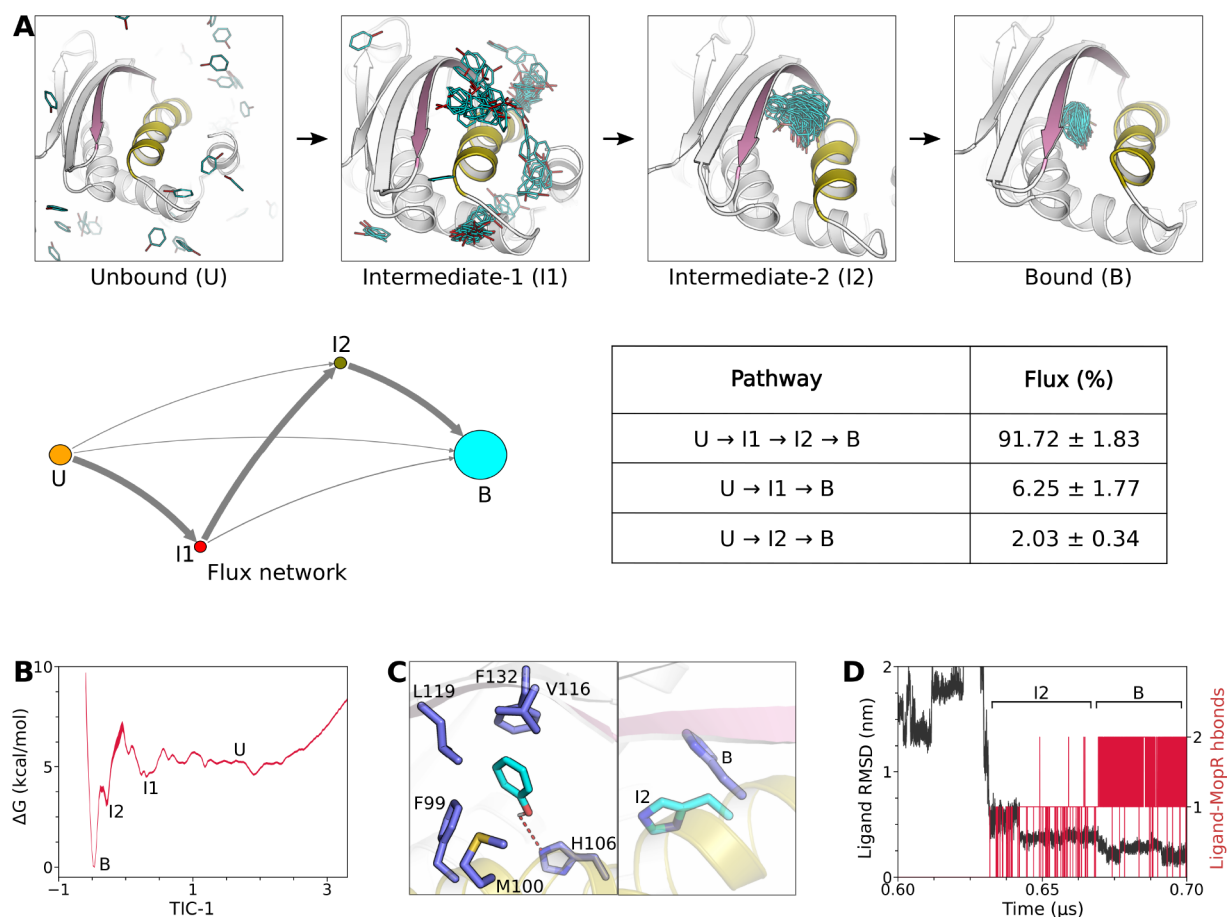 A
Unbound (U)
Intermediate-1 (I1)
Intermediate-2 (I2)
Bound (B)
I2
U
B
I1
Flux network
Pathway Flux (%)
U → I1 → I2 → B 91.72 ± 1.83
U → I1 → B 6.25 ± 1.77
U → I2 → B 2.03 ± 0.34
B
ΔG (kcal/mol)
10
5
0
U
I1
I2
B
−1 1 3
TIC-1
C
F132
L119
V116
F99
H106
M100
B
I2
D
Ligand RMSD (nm)
2
1
0
I2 B
2
1
Ligand-MopR hbonds
0.60 0.65 0.70
Time (μs)